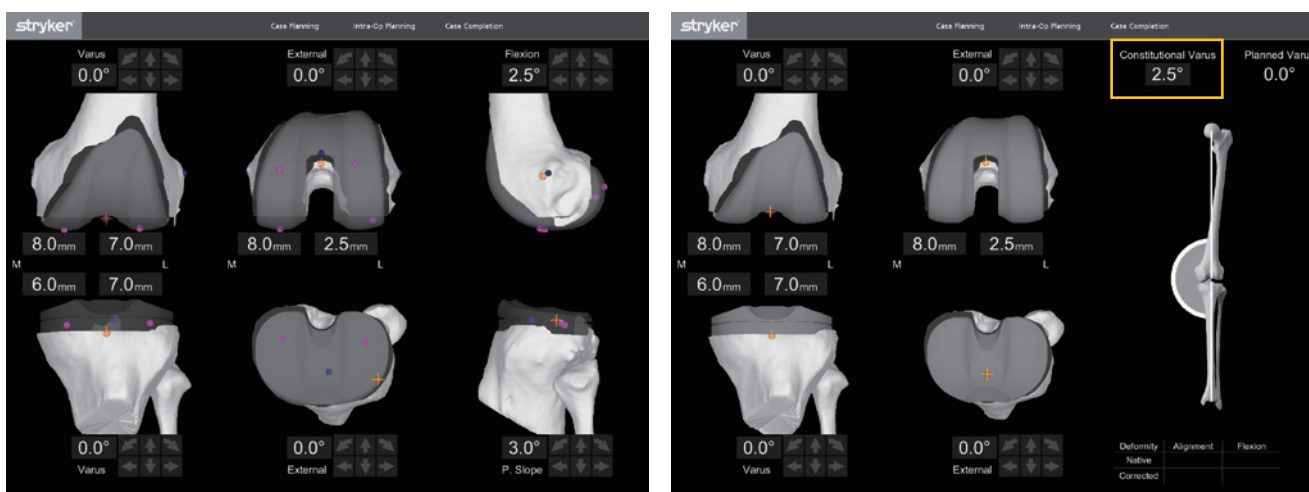 stryker
Case Planning Intra-Op Planning Case Completion
Varus External Flexion
0.0° 0.0° 2.5°
8.0mm 7.0mm 8.0mm 2.5mm
M L M L
6.0mm 7.0mm
0.0° 0.0° 3.0°
Varus External P. Slope
stryker
Case Planning Intra-Op Planning Case Completion
Varus External Constitutional Varus Planned Varu
0.0° 0.0° 2.5° 0.0°
8.0mm 7.0mm 8.0mm 2.5mm
M L M L
6.0mm 7.0mm
0.0° 0.0°
Varus External
Deformity Alignment Flexion
Native
Corrected